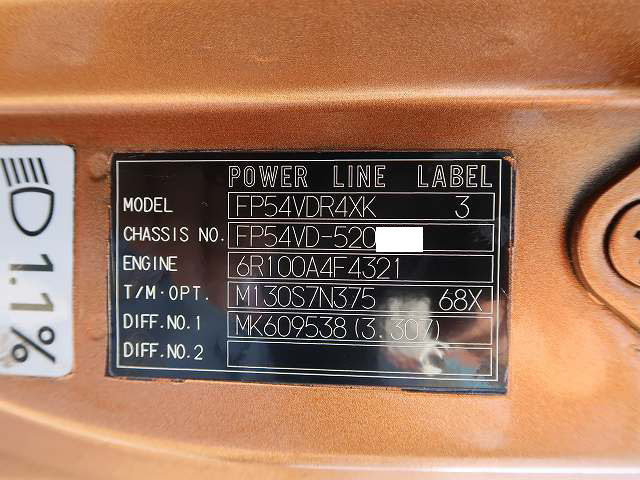 POWER LINE LABEL
MODEL FP54VDR4XK 3
CHASSIS NO. FP54VD-520
ENGINE 6R100A4F4321
T/M·OPT. M130S7N375 68X
DIFF.NO.1 MK609538(3.307)
DIFF.NO.2
1.1%